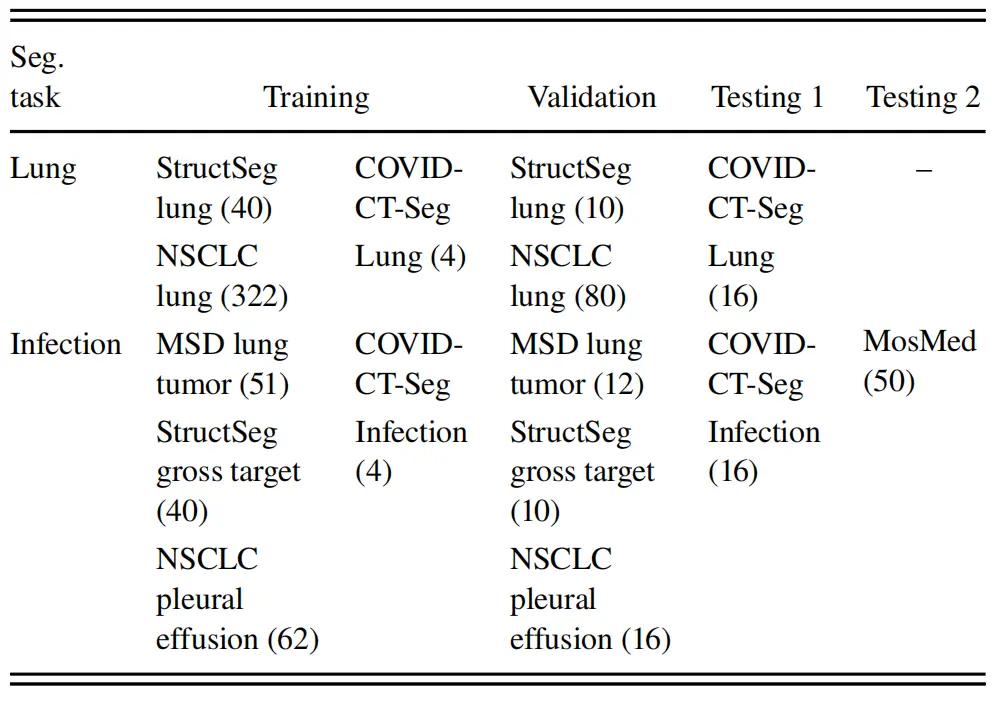 Seg.
task Training Validation Testing 1 Testing 2
Lung StructSeg COVID- StructSeg COVID- –
lung (40) CT-Seg lung (10) CT-Seg
NSCLC Lung (4) NSCLC Lung
lung (322) lung (80) (16)
Infection MSD lung COVID- MSD lung COVID- MosMed
tumor (51) CT-Seg tumor (12) CT-Seg (50)
StructSeg Infection StructSeg Infection
gross target (4) gross target (16)
(40) (10)
NSCLC NSCLC
pleural pleural
effusion (62) effusion (16)